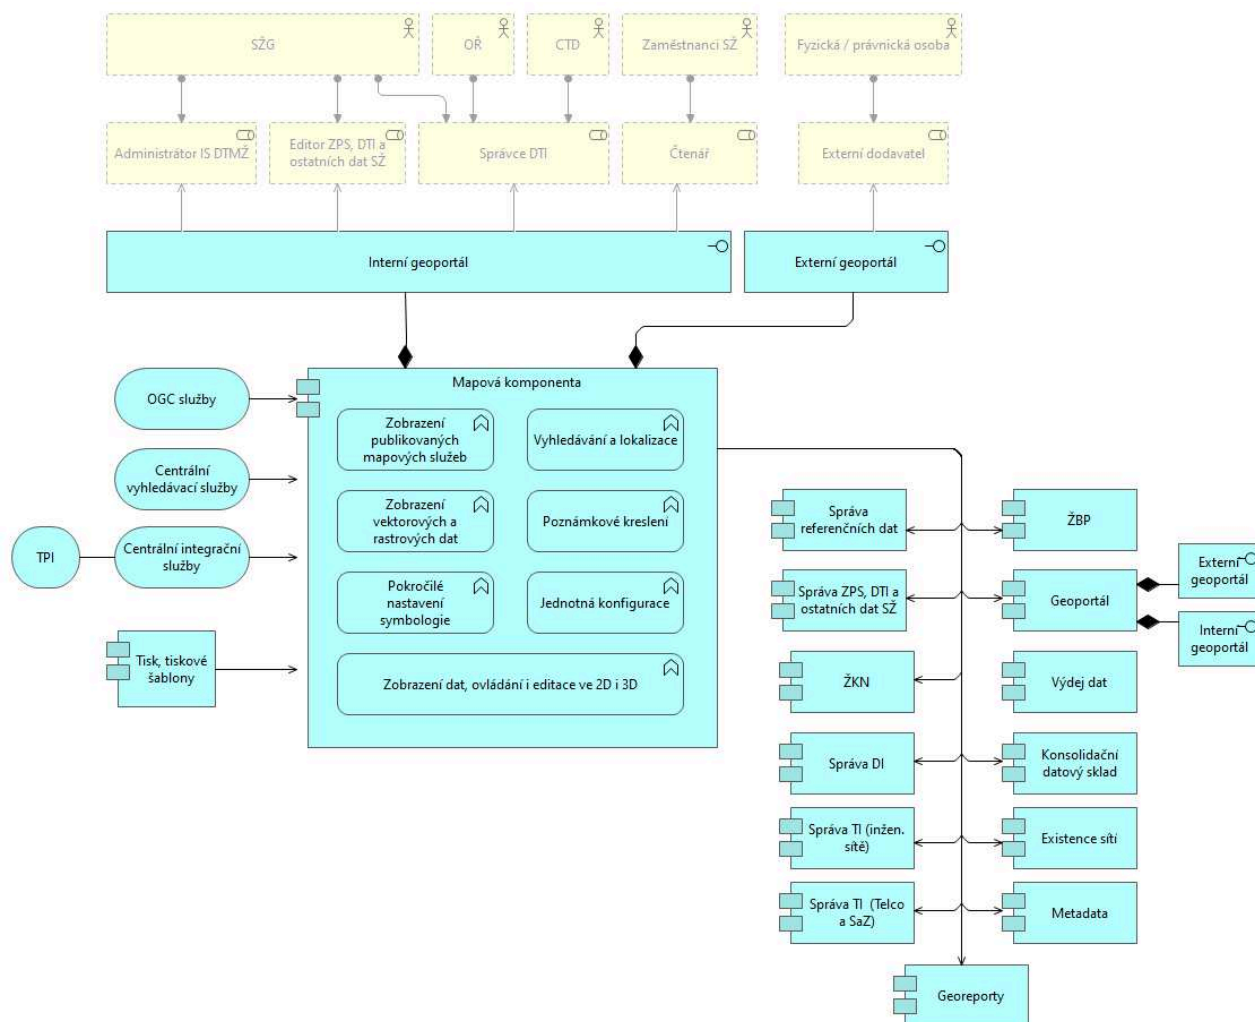 SŽG
OŘ
CTD
Zaměstnanci SŽ
Fyzická / právnická osoba
Administrátor IS DTMŽ
Editor ZPS, DTI a
ostatních dat SŽ
Správce DTI
Čtenář
Externí dodavatel
Interní geoportál
Externí geoportál
Mapová komponenta
OGC služby
Zobrazení
publikovaných
mapových služeb
Vyhledávání a lokalizace
Centrální
vyhledávací služby
Zobrazení
vektorových a
rastrových dat
Poznámkové kreslení
TPI
Centrální integrační
služby
Pokročilé
nastavení
symbologie
Jednotná konfigurace
Tisk, tiskové
šablony
Zobrazení dat, ovládání i editace ve 2D i 3D
Správa
referenčních dat
ŽBP
Správa ZPS, DTI a
ostatních dat SŽ
Geoportál
Externí
geoportál
Interní
geoportál
ŽKN
Výdej dat
Správa DI
Konsolidační
datový sklad
Správa TI (inžen.
sítě)
Existence sítí
Správa TI (Telco
a SaZ)
Metadata
Georeporty